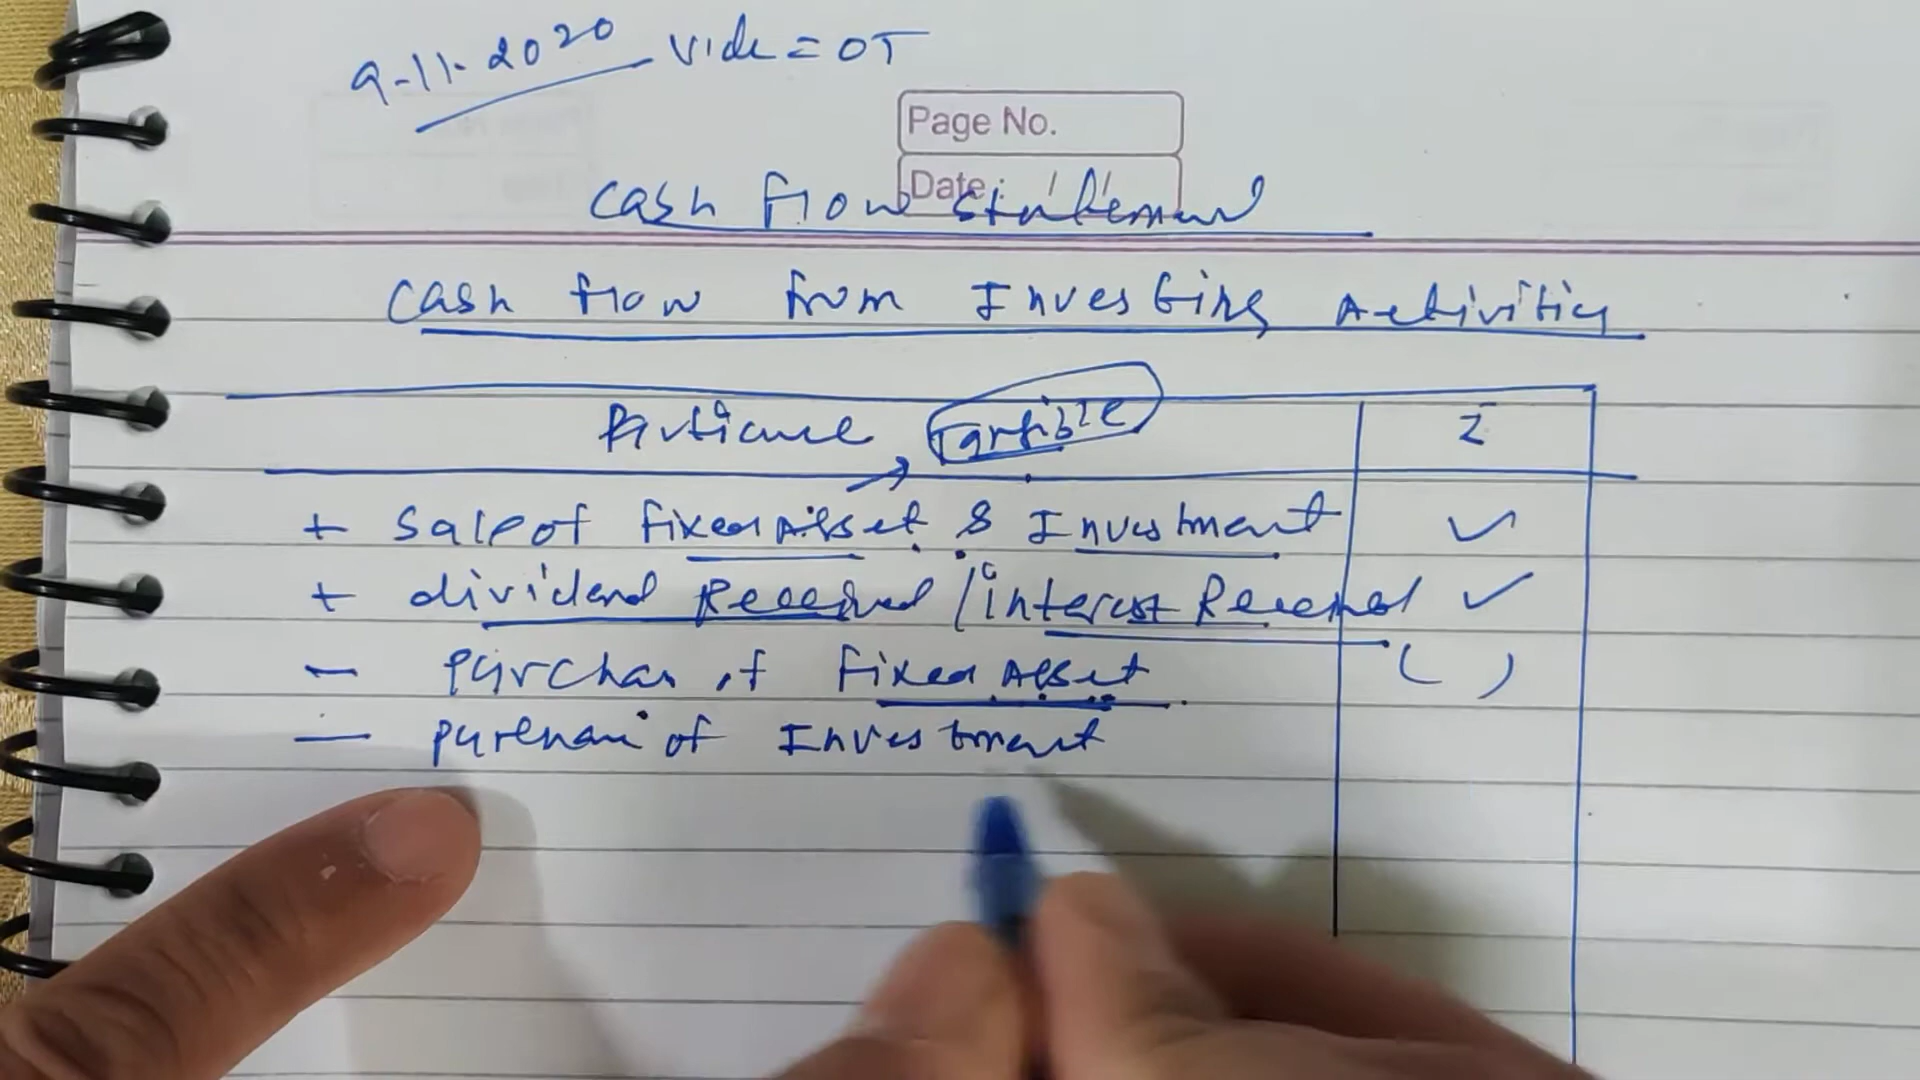 9-11-2020 Vide = 07
Page No.
Date : / /
Cash flow statement
Cash flow from Investing Activities
Particular Tangible ₹
+ Sale of fixed Asset & Investment ✓
+ dividend Received / interest Received ✓
- Purchase of fixed Asset ( )
- Purchase of Investment